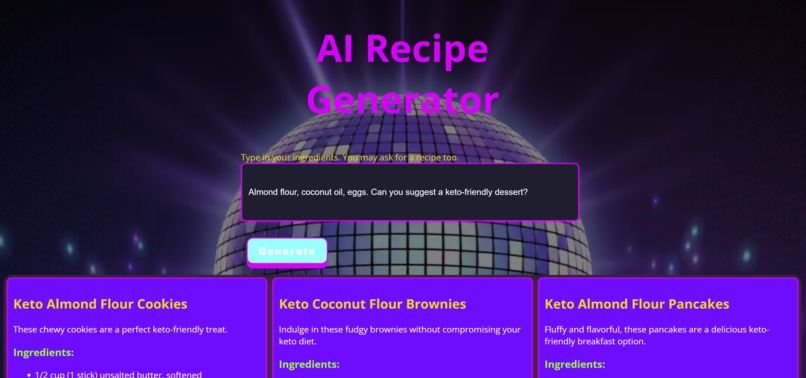 AI Recipe
Generator
Type in your ingredients. You may ask for a recipe too.
Almond flour, coconut oil, eggs. Can you suggest a keto-friendly dessert?
Generate
Keto Almond Flour Cookies
These chewy cookies are a perfect keto-friendly treat.
Ingredients:
• 1/2 cup (1 stick) unsalted butter, softened
Keto Coconut Flour Brownies
Indulge in these fudgy brownies without compromising your
keto diet.
Ingredients:
Keto Almond Flour Pancakes
Fluffy and flavorful, these pancakes are a delicious keto-
friendly breakfast option.
Ingredients: